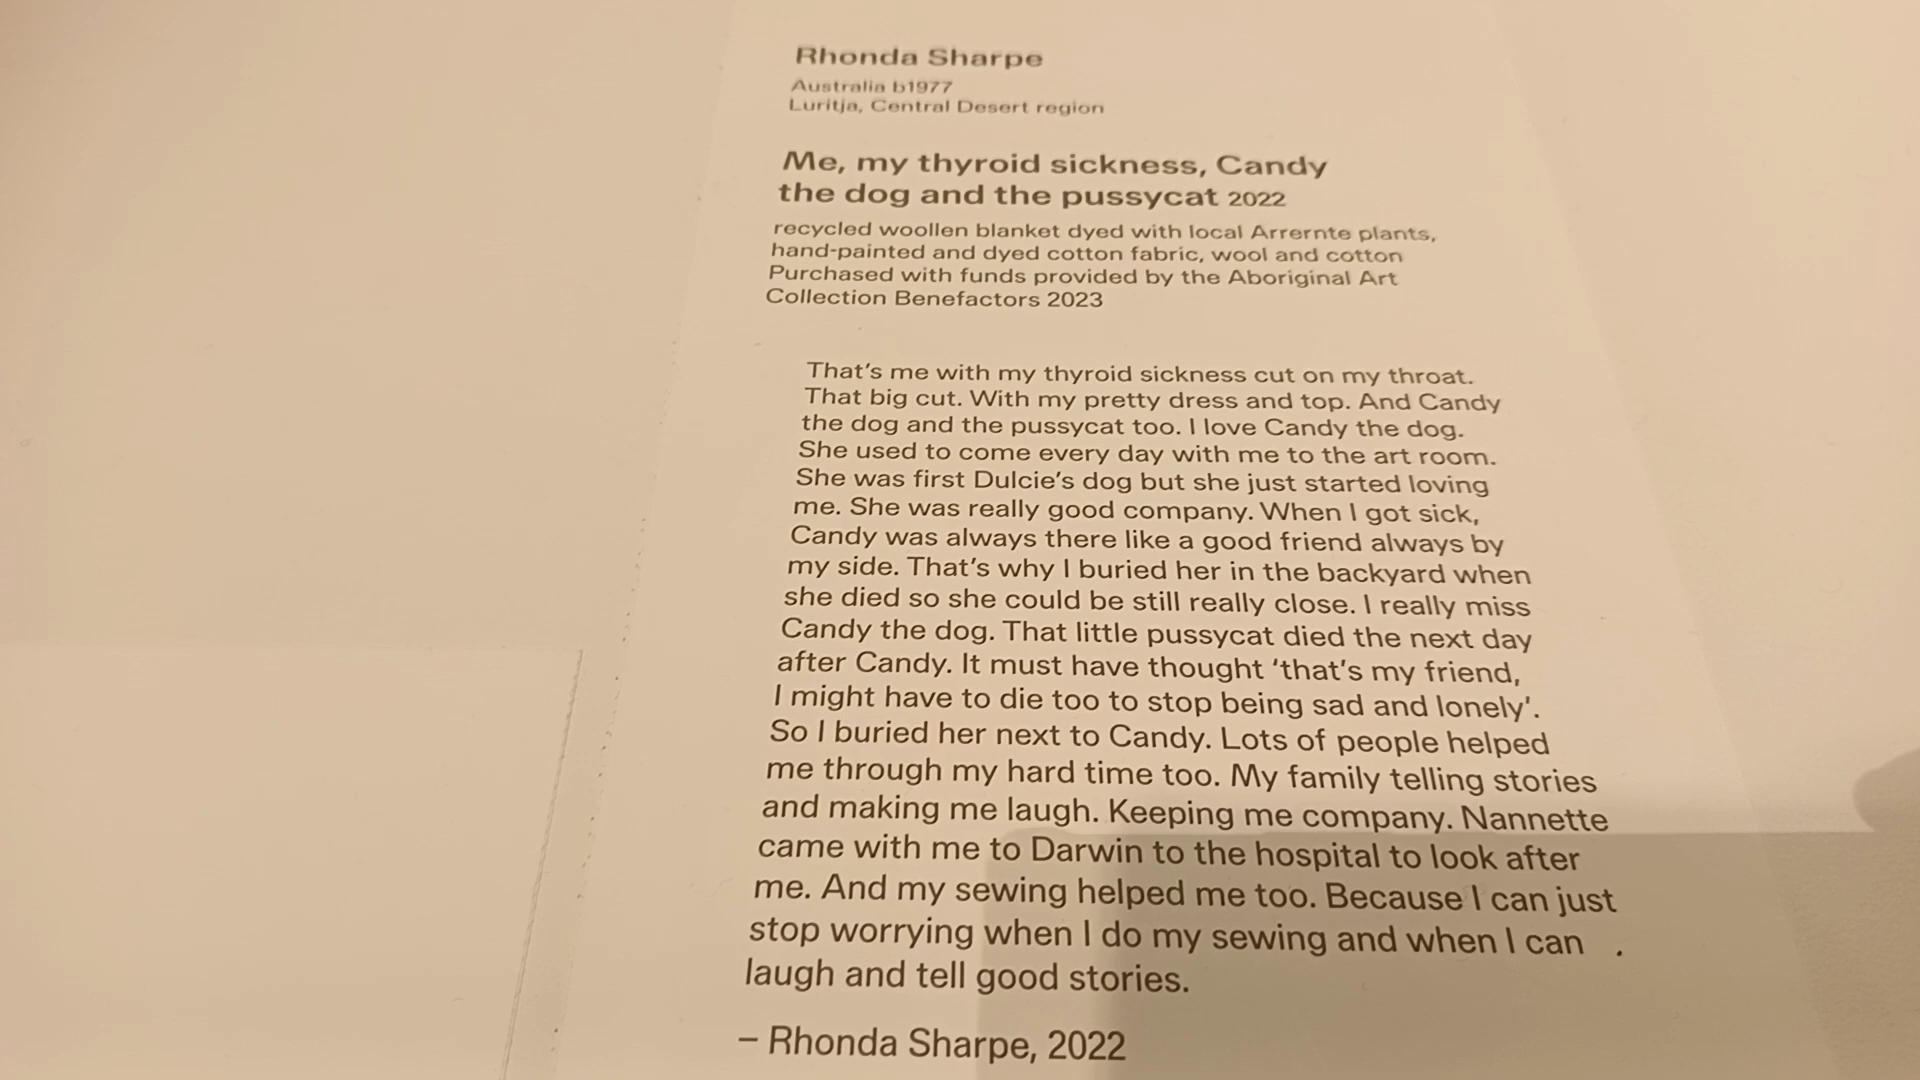 Rhonda Sharpe
Australia b1977
Luritja, Central Desert region
Me, my thyroid sickness, Candy
the dog and the pussycat 2022
recycled woollen blanket dyed with local Arrernte plants,
hand-painted and dyed cotton fabric, wool and cotton
Purchased with funds provided by the Aboriginal Art
Collection Benefactors 2023
That's me with my thyroid sickness cut on my throat.
That big cut. With my pretty dress and top. And Candy
the dog and the pussycat too. I love Candy the dog.
She used to come every day with me to the art room.
She was first Dulcie's dog but she just started loving
me. She was really good company. When I got sick,
Candy was always there like a good friend always by
my side. That's why I buried her in the backyard when
she died so she could be still really close. I really miss
Candy the dog. That little pussycat died the next day
after Candy. It must have thought 'that's my friend,
I might have to die too to stop being sad and lonely'.
So I buried her next to Candy. Lots of people helped
me through my hard time too. My family telling stories
and making me laugh. Keeping me company. Nannette
came with me to Darwin to the hospital to look after
me. And my sewing helped me too. Because I can just
stop worrying when I do my sewing and when I can
laugh and tell good stories.
– Rhonda Sharpe, 2022